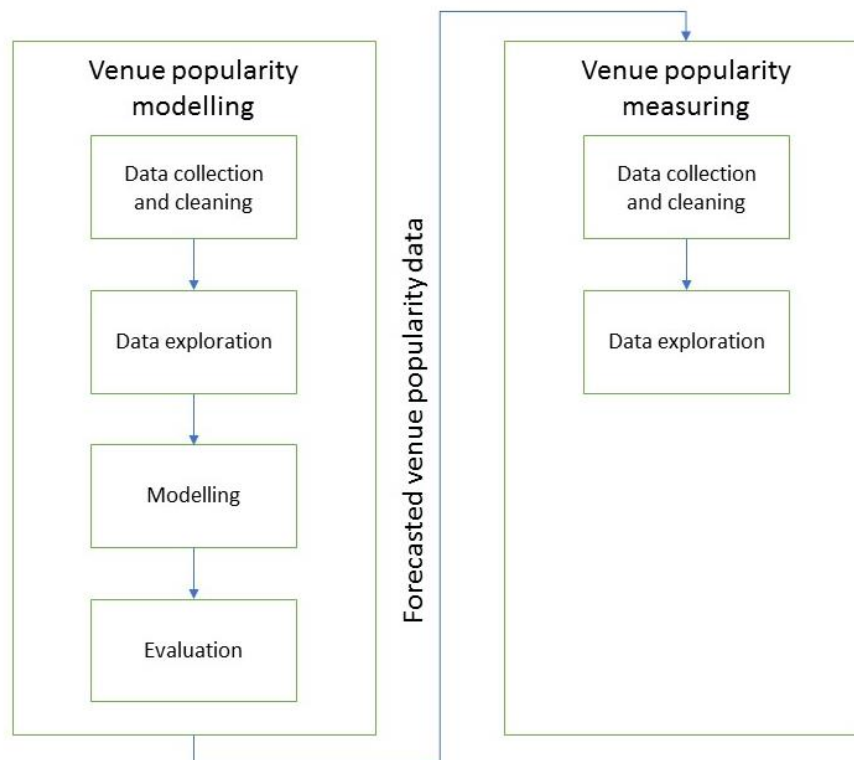 Venue popularity
modelling
Data collection
and cleaning
Data exploration
Modelling
Evaluation
Forecasted venue popularity data
Venue popularity
measuring
Data collection
and cleaning
Data exploration